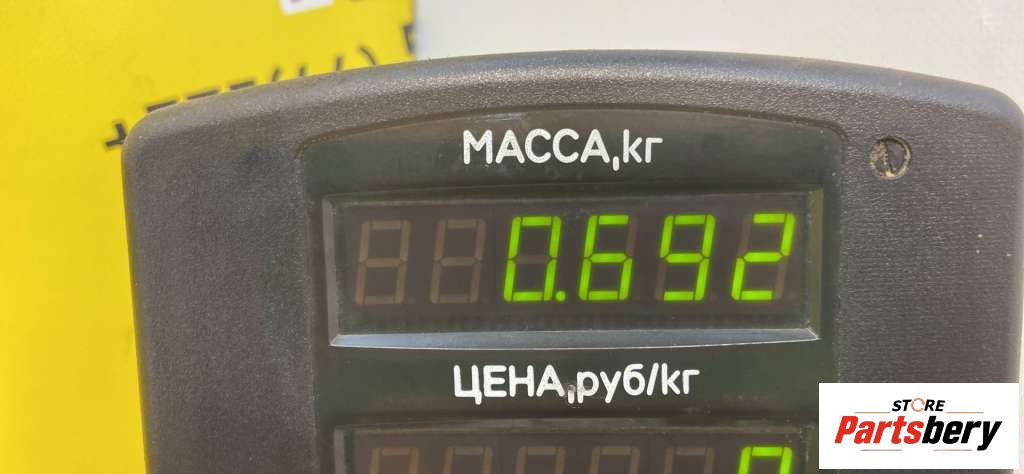 МАССА,кг
0.692
ЦЕНА,руб/кг
STORE
Partsbery